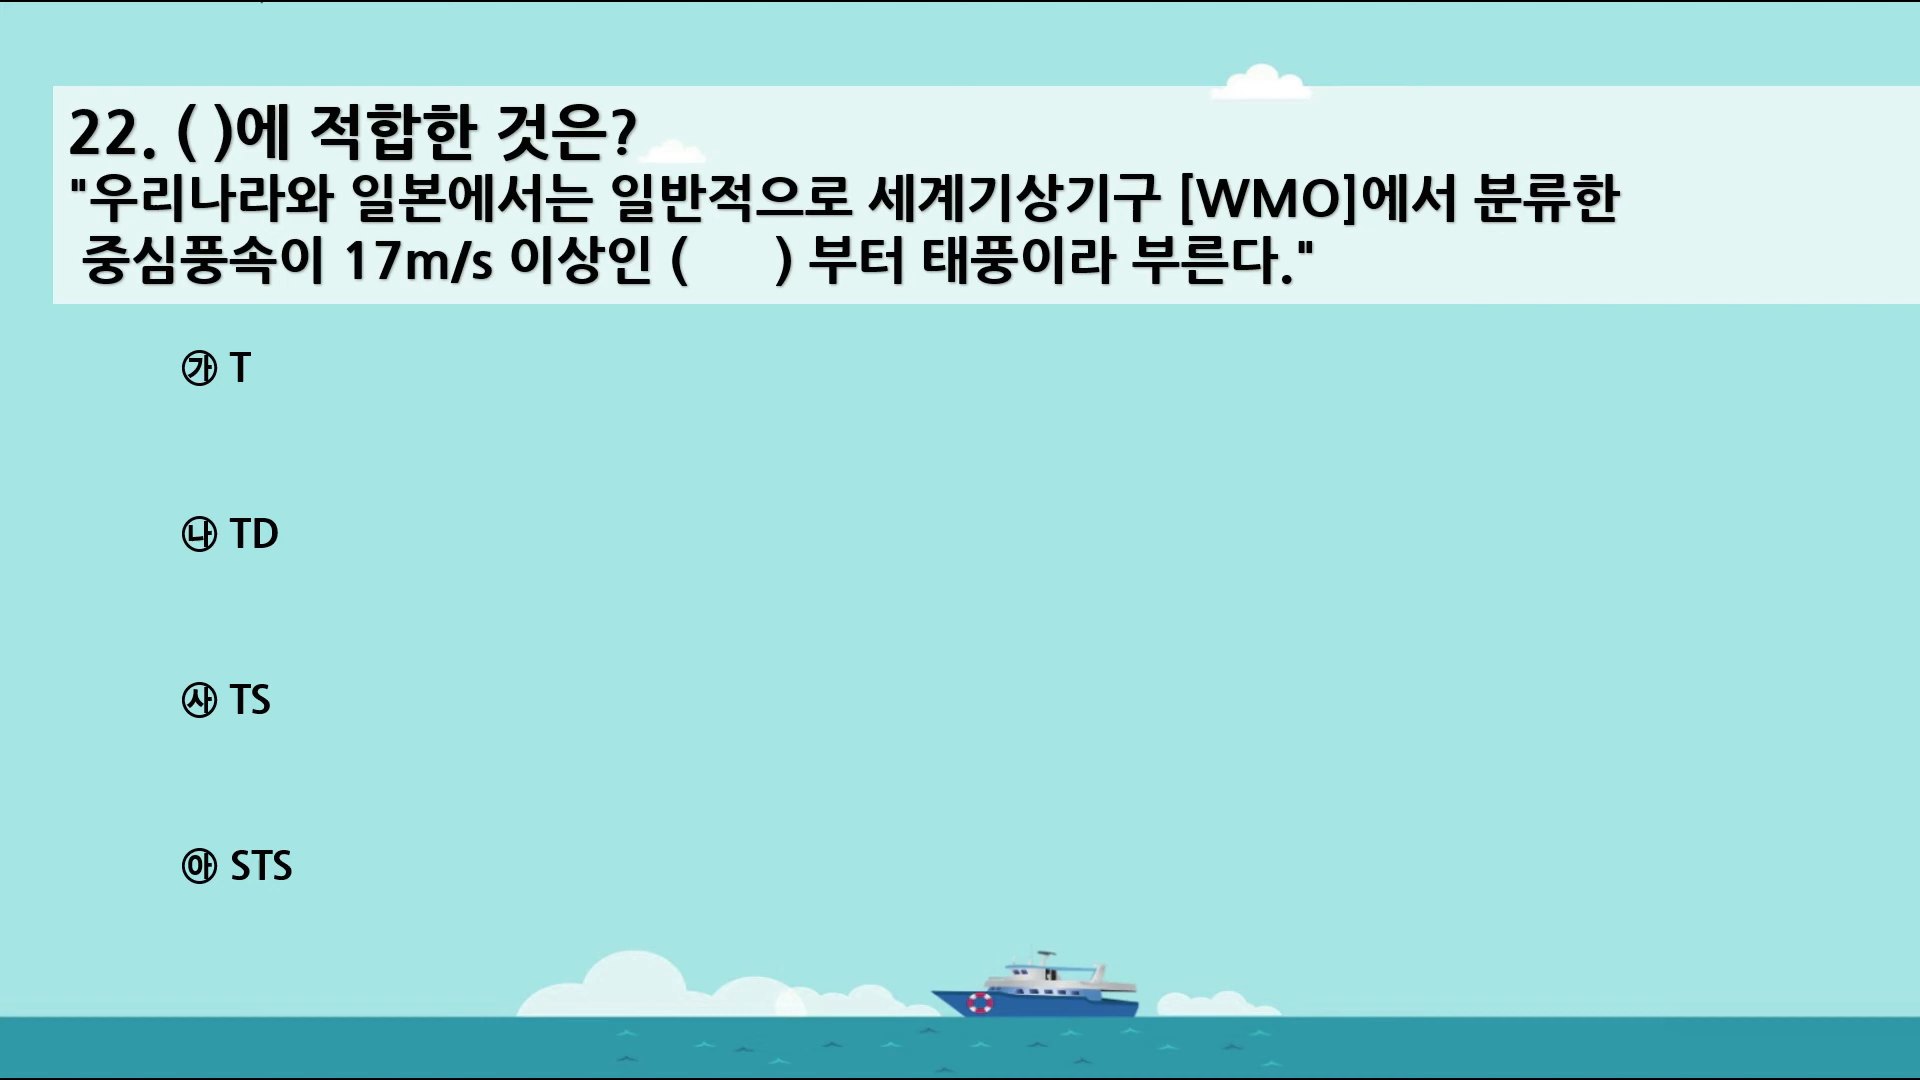 22. ( )에 적합한 것은?
"우리나라와 일본에서는 일반적으로 세계기상기구 [WMO]에서 분류한
중심풍속이 17m/s 이상인 (      ) 부터 태풍이라 부른다."
㉮ T
㉯ TD
㉴ TS
㉵ STS